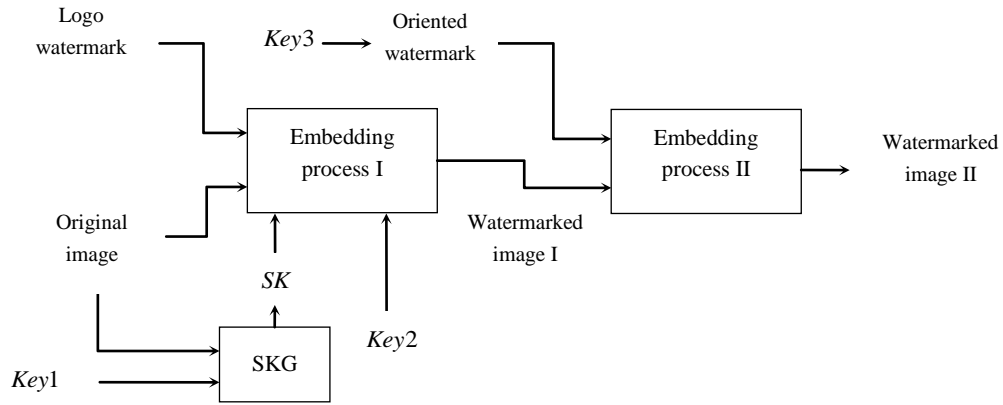 Logo
watermark
Key3
Oriented
watermark
Embedding
process I
Embedding
process II
Watermarked
image II
Original
image
Watermarked
image I
SK
Key2
SKG
Key1